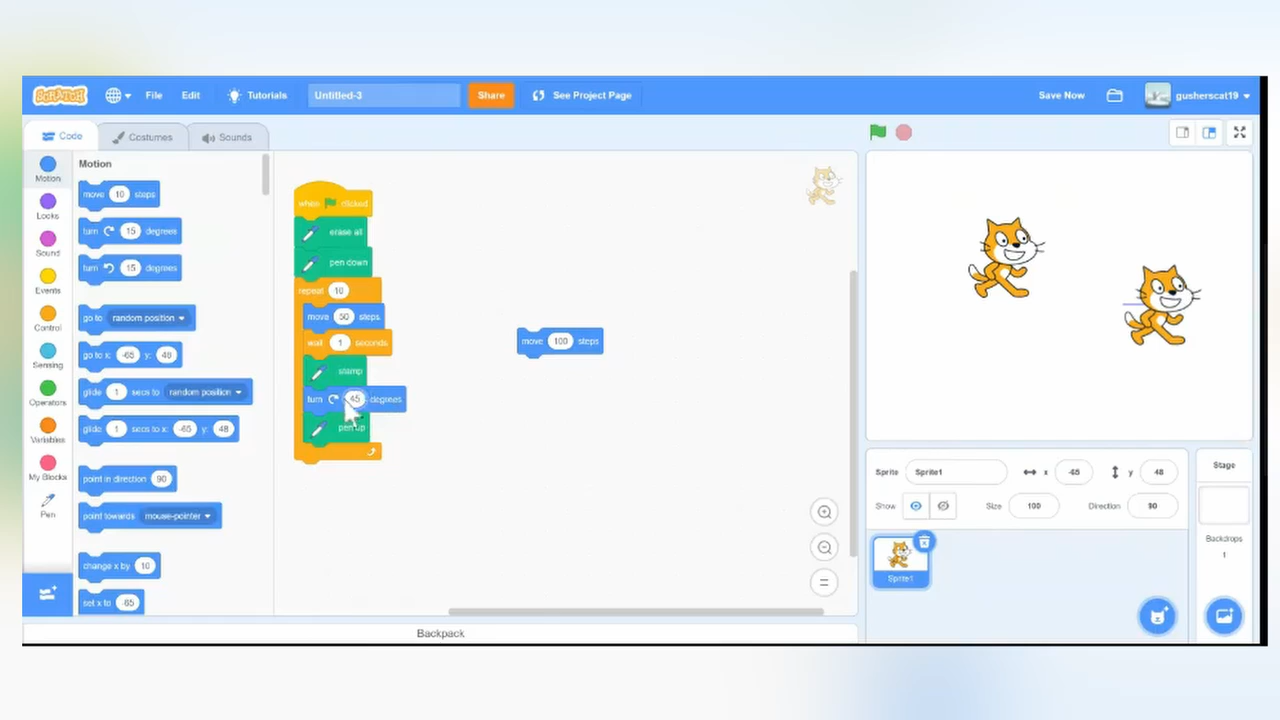 SCRATCH File Edit Tutorials Untitled-3 Share See Project Page Save Now gusherscat19
Code Costumes Sounds
Motion
Looks
Sound
Events
Control
Sensing
Operators
Variables
My Blocks
Pen
Motion
move 10 steps
turn 15 degrees
turn 15 degrees
go to random position
go to x: -65 y: 48
glide 1 secs to random position
glide 1 secs to x: -65 y: 48
point in direction 90
point towards mouse-pointer
change x by 10
set x to -65
when clicked
erase all
pen down
repeat 10
move 50 steps
wait 1 seconds
stamp
turn 45 degrees
pen up
move 100 steps
Backpack
Sprite Sprite1 x -65 y 48
Show Size 100 Direction 90
Sprite1
Stage
Backdrops
1